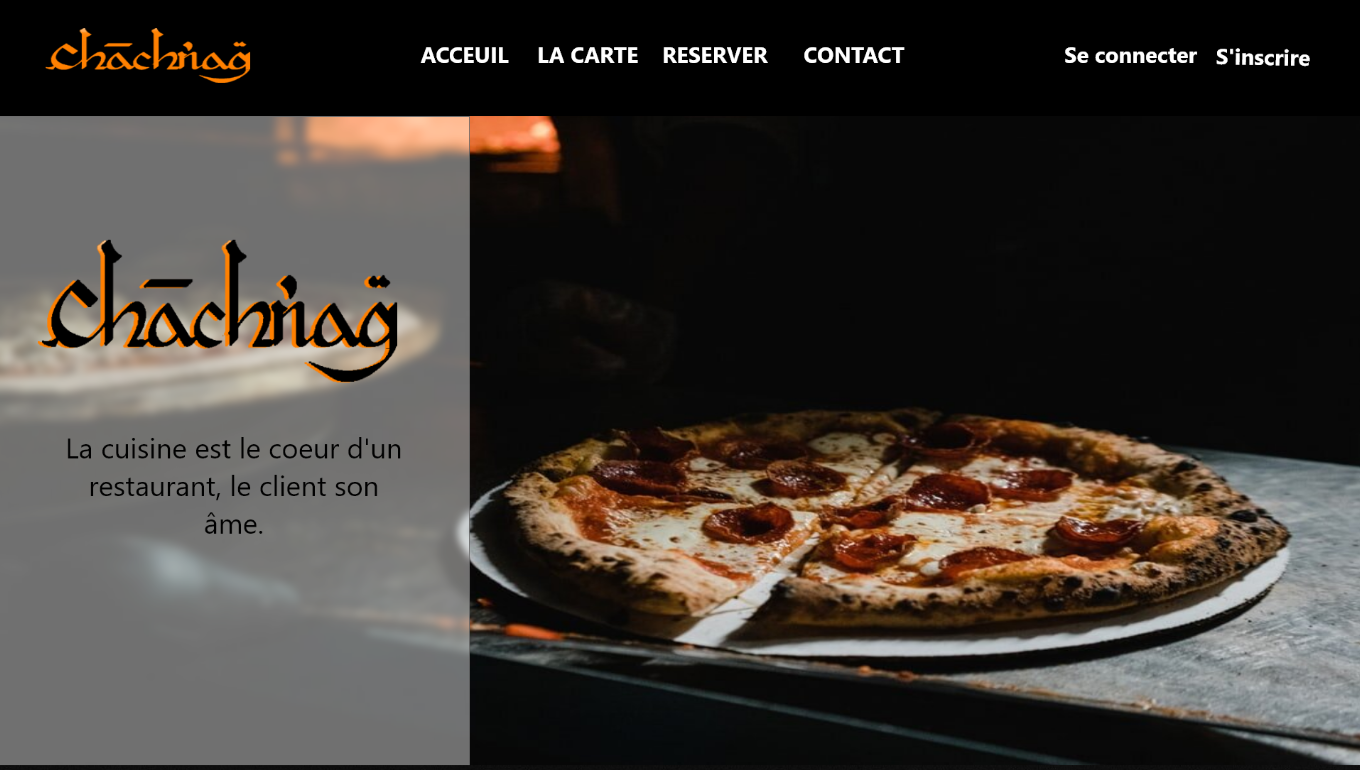 chāchnag̈
ACCEUIL LA CARTE RESERVER CONTACT Se connecter S'inscrire
chāchnag̈
La cuisine est le coeur d'un
restaurant, le client son
âme.